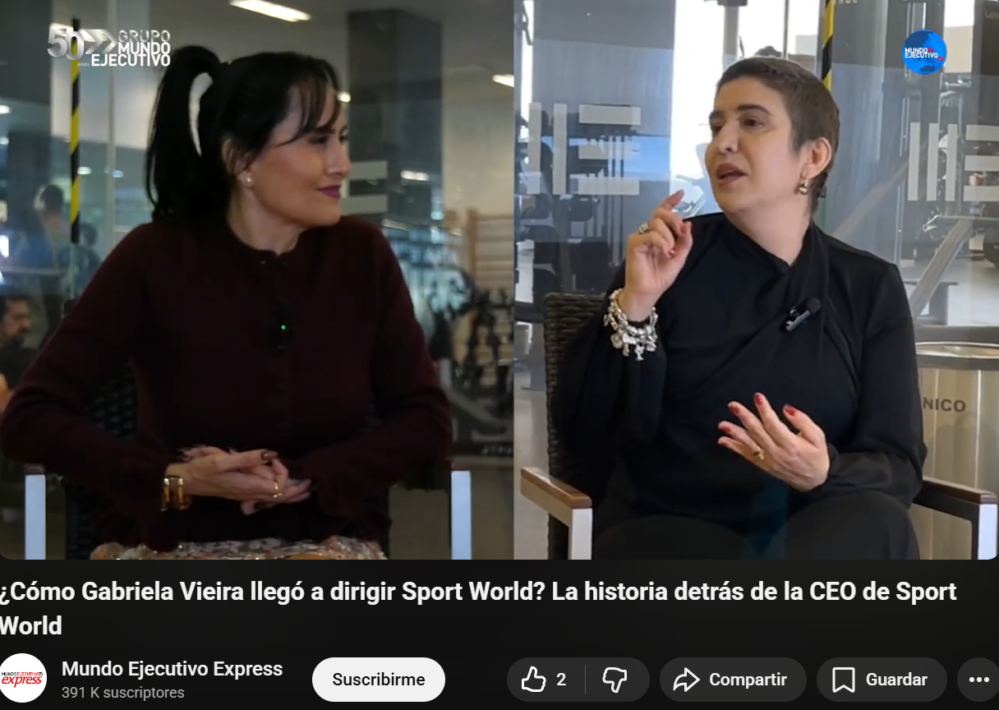 50 GRUPO
AÑOS MUNDO
EJECUTIVO
MUNDO
EJECUTIVO
NICO
¿Cómo Gabriela Vieira llegó a dirigir Sport World? La historia detrás de la CEO de Sport
World
Mundo Ejecutivo Express
391 K suscriptores
Suscribirme
2
Compartir
Guardar
MUNDO EJECUTIVO
express